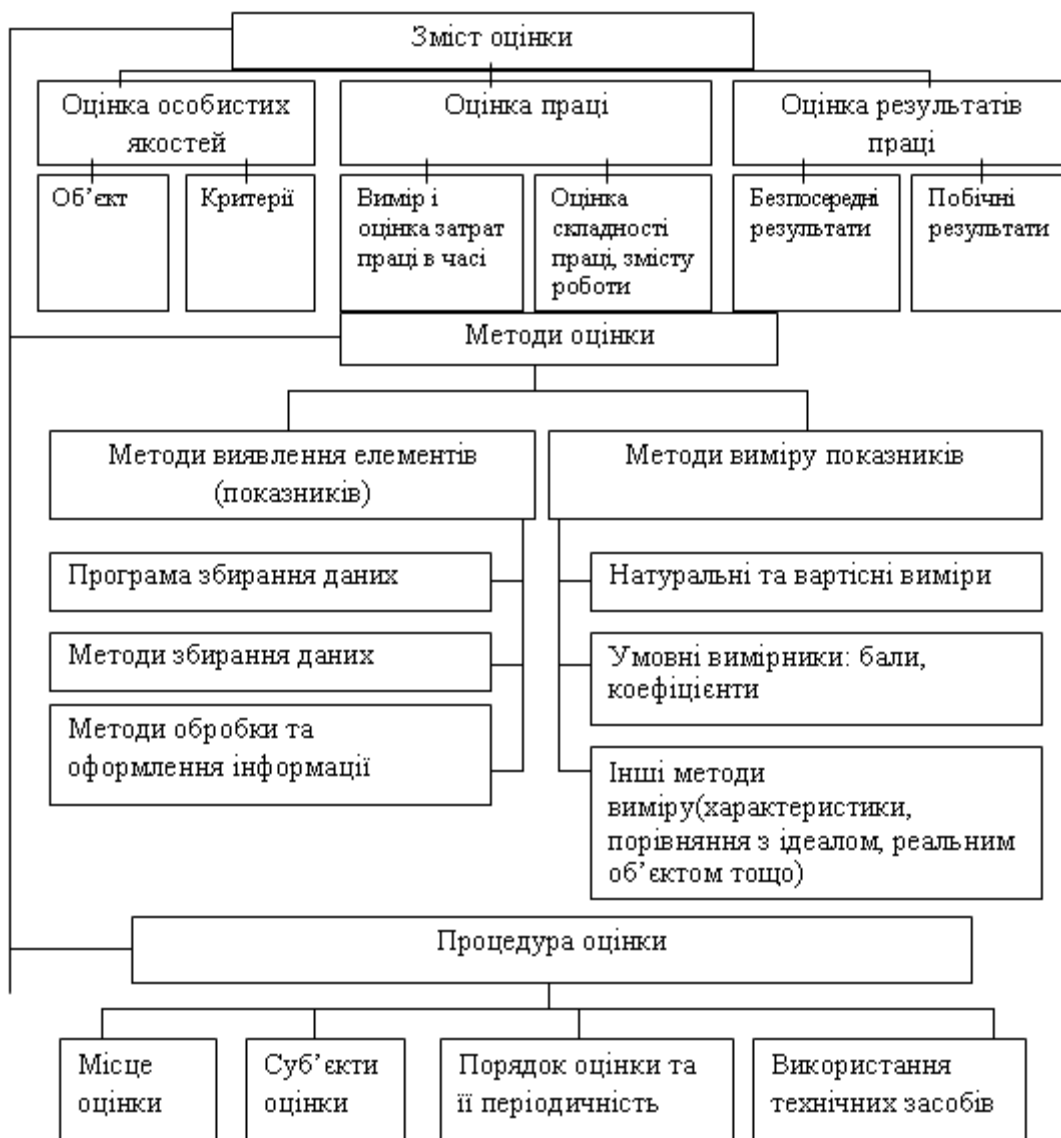 Зміст оцінки
Оцінка особистих
якостей
Оцінка праці
Оцінка результатів
праці
Об’єкт
Критерії
Вимір і
оцінка затрат
праці в часі
Оцінка
складності
праці, змісту
роботи
Безпосередні
результати
Побічні
результати
Методи оцінки
Методи виявлення елементів
(показників)
Методи виміру показників
Програма збирання даних
Методи збирання даних
Методи обробки та
оформлення інформації
Натуральні та вартісні виміри
Умовні вимірники: бали,
коефіцієнти
Інші методи
виміру(характеристики,
порівняння з ідеалом, реальним
об’єктом тощо)
Процедура оцінки
Місце
оцінки
Суб’єкти
оцінки
Порядок оцінки та
її періодичність
Використання
технічних засобів